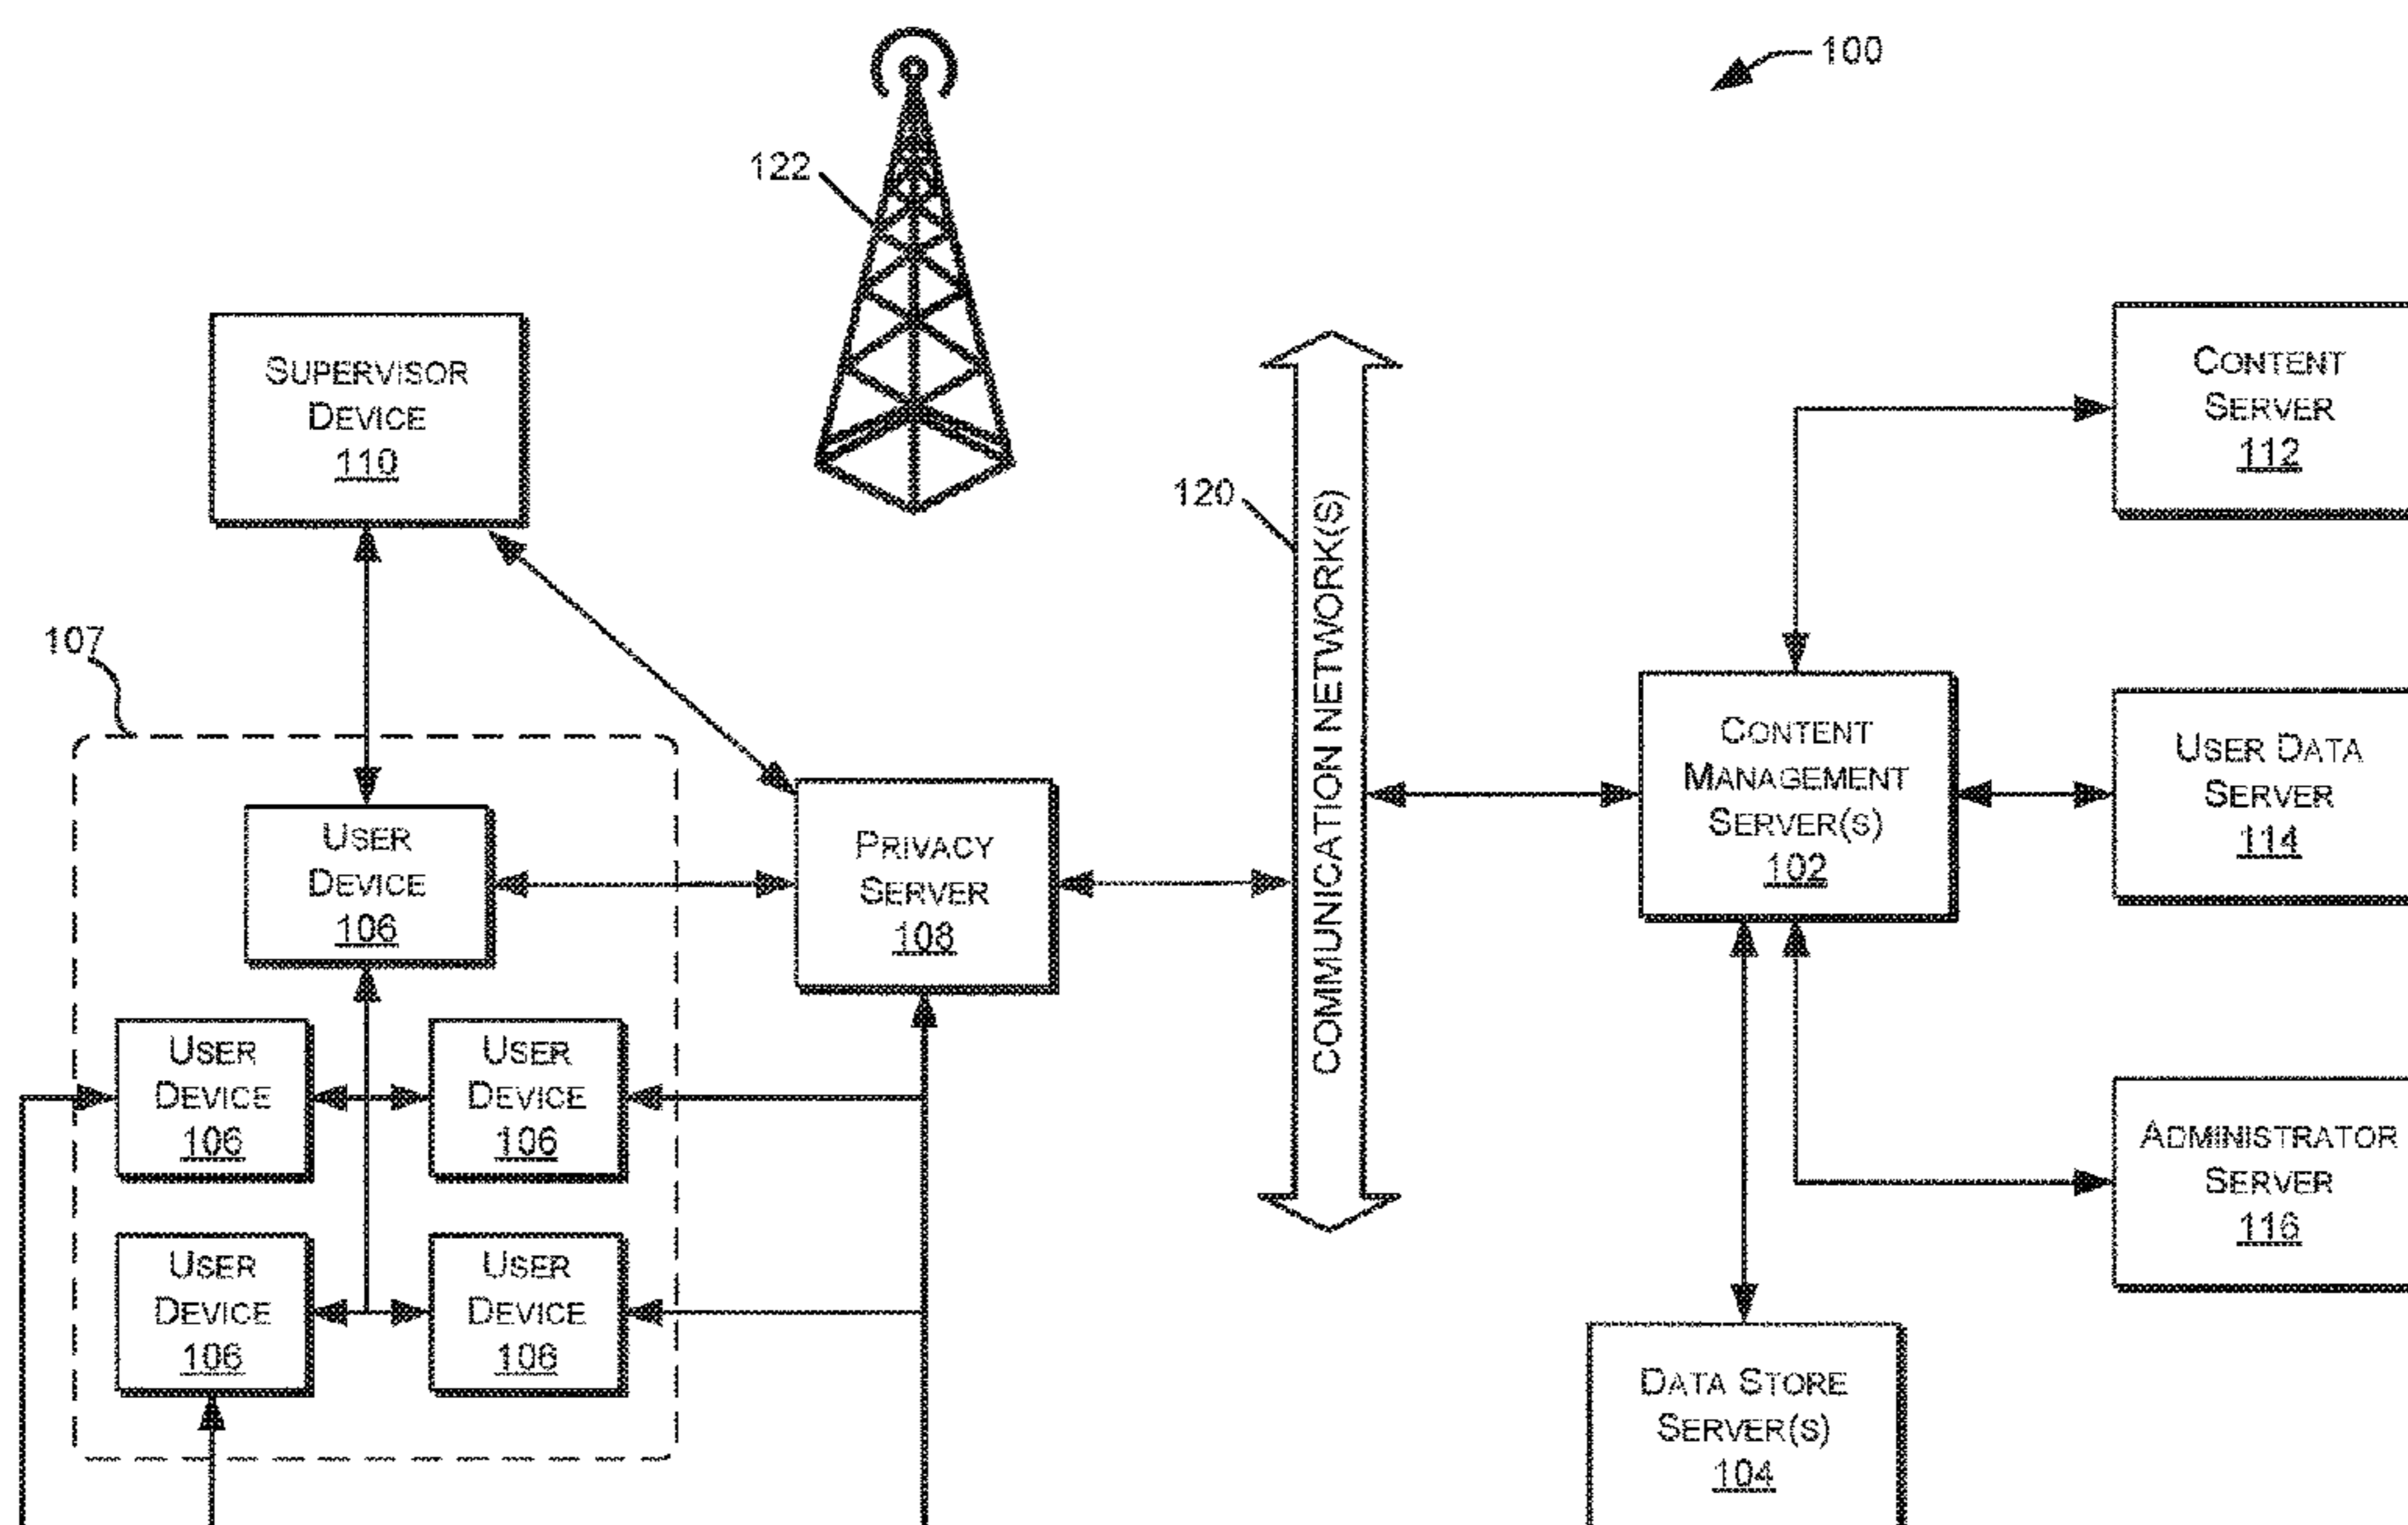 100
122
SUPERVISOR
DEVICE
110
CONTENT
SERVER
112
120
COMMUNICATION NETWORK(S)
107
CONTENT
MANAGEMENT
SERVER(S)
102
USER DATA
SERVER
114
USER
DEVICE
106
PRIVACY
SERVER
108
USER
DEVICE
106
USER
DEVICE
106
ADMINISTRATOR
SERVER
116
USER
DEVICE
106
USER
DEVICE
106
DATA STORE
SERVER(S)
104